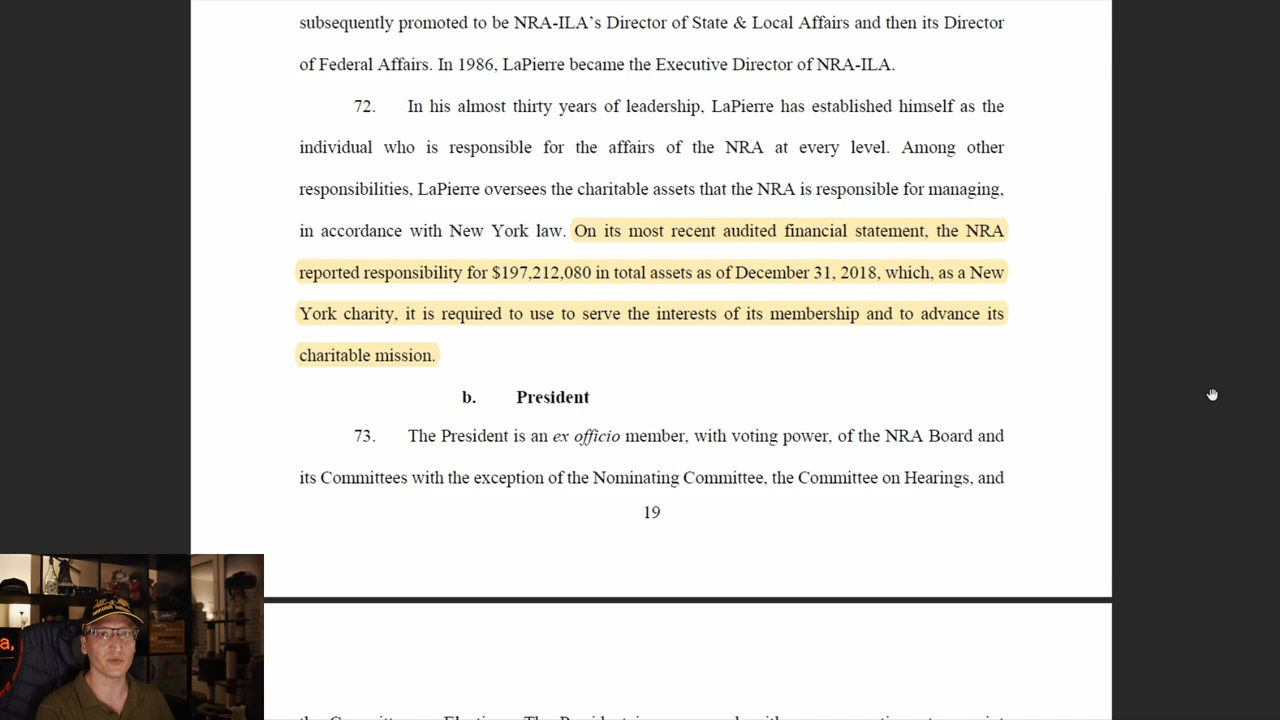 subsequently promoted to be NRA-ILA's Director of State & Local Affairs and then its Director
of Federal Affairs. In 1986, LaPierre became the Executive Director of NRA-ILA.
72. In his almost thirty years of leadership, LaPierre has established himself as the
individual who is responsible for the affairs of the NRA at every level. Among other
responsibilities, LaPierre oversees the charitable assets that the NRA is responsible for managing,
in accordance with New York law. On its most recent audited financial statement, the NRA
reported responsibility for $197,212,080 in total assets as of December 31, 2018, which, as a New
York charity, it is required to use to serve the interests of its membership and to advance its
charitable mission.
b. President
73. The President is an ex officio member, with voting power, of the NRA Board and
its Committees with the exception of the Nominating Committee, the Committee on Hearings, and
19
a,